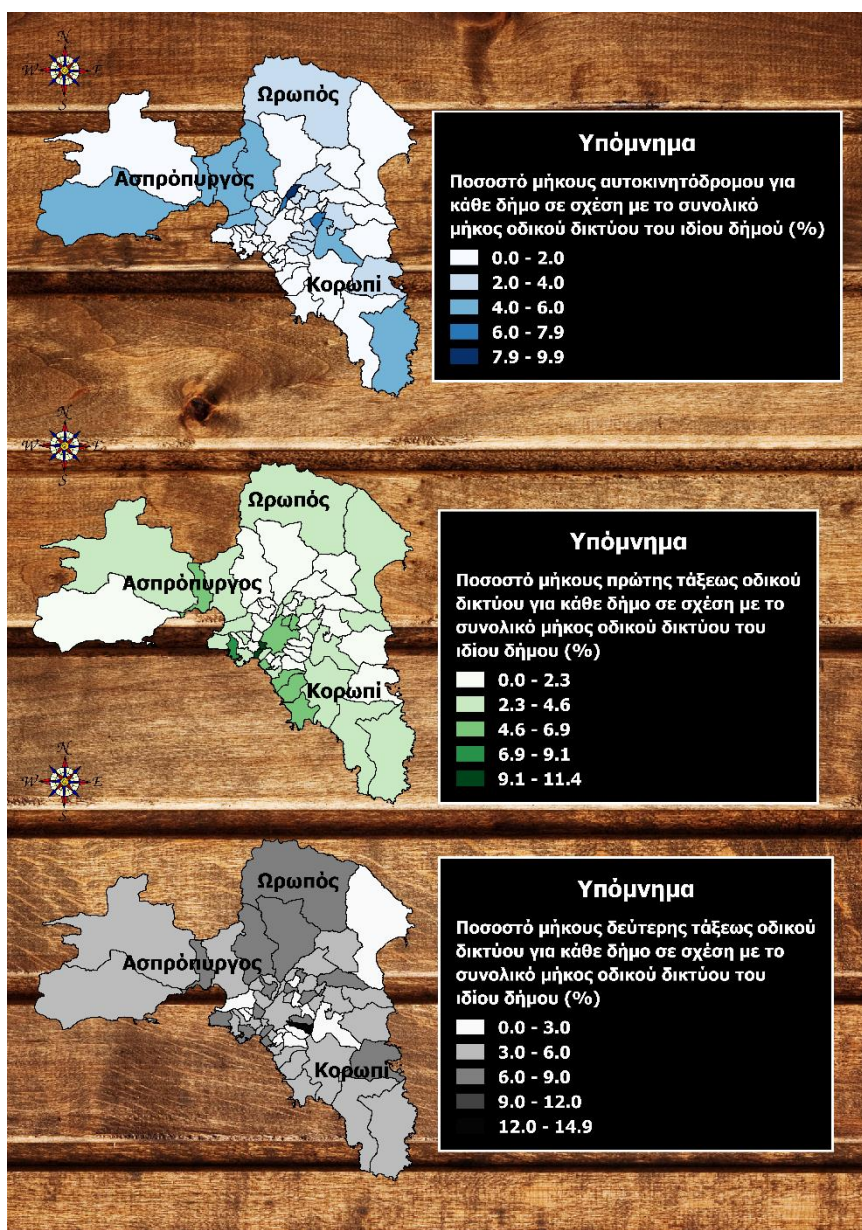 N
W E
S
Ωρωπός
Ασπρόπυργος
Κορωπί
Υπόμνημα
Ποσοστό μήκους αυτοκινητόδρομου για
κάθε δήμο σε σχέση με το συνολικό
μήκος οδικού δικτύου του ιδίου δήμού (%)
0.0 - 2.0
2.0 - 4.0
4.0 - 6.0
6.0 - 7.9
7.9 - 9.9
N
W E
S
Ωρωπός
Ασπρόπυργος
Κορωπί
Υπόμνημα
Ποσοστό μήκους πρώτης τάξεως οδικού
δικτύου για κάθε δήμο σε σχέση με το
συνολικό μήκος οδικού δικτύου του
ιδίου δήμου (%)
0.0 - 2.3
2.3 - 4.6
4.6 - 6.9
6.9 - 9.1
9.1 - 11.4
N
W E
S
Ωρωπός
Ασπρόπυργος
Κορωπί
Υπόμνημα
Ποσοστό μήκους δεύτερης τάξεως οδικού
δικτύου για κάθε δήμο σε σχέση με το
συνολικό μήκος οδικού δικτύου του
ιδίου δήμου (%)
0.0 - 3.0
3.0 - 6.0
6.0 - 9.0
9.0 - 12.0
12.0 - 14.9